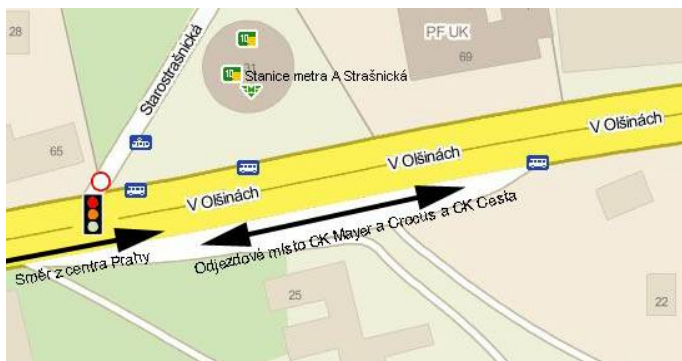 28
PF UK
69
31
Stanice metra A Strašnická
Starostrašnická
65
V Olšinách
V Olšinách
V Olšinách
Směr z centra Prahy
Odjezdové místo CK Mayer a Crocus a CK Cesta
25
22